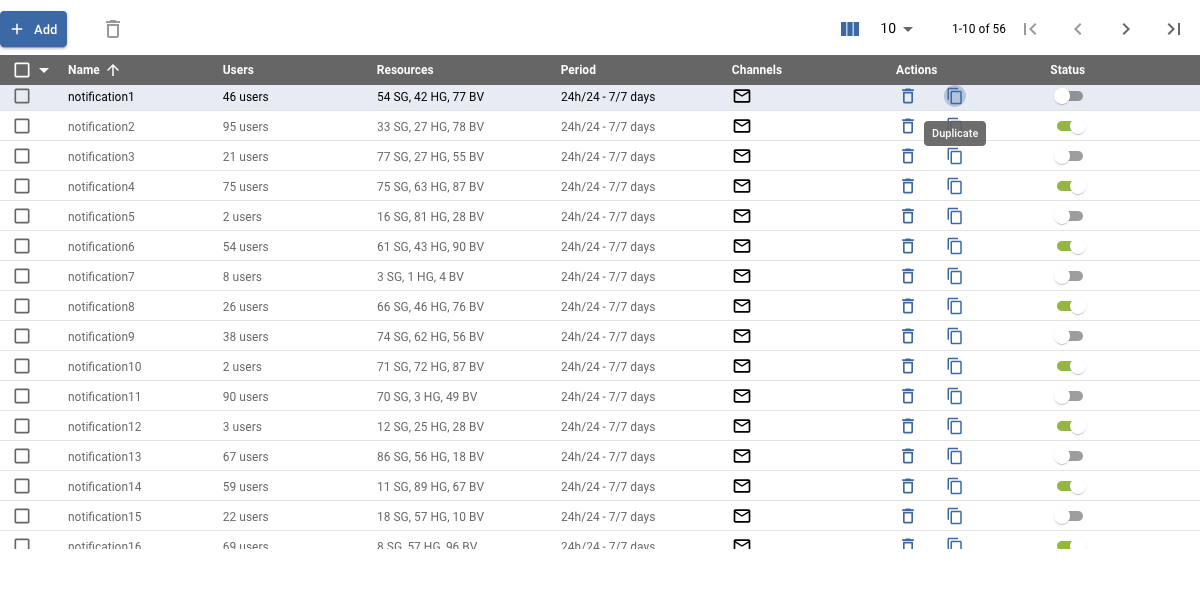 Add 10 1-10 of 56
Name Users Resources Period Channels Actions Status
notification1 46 users 54 SG, 42 HG, 77 BV 24h/24 - 7/7 days
notification2 95 users 33 SG, 27 HG, 78 BV 24h/24 - 7/7 days
Duplicate
notification3 21 users 77 SG, 27 HG, 55 BV 24h/24 - 7/7 days
notification4 75 users 75 SG, 63 HG, 87 BV 24h/24 - 7/7 days
notification5 2 users 16 SG, 81 HG, 28 BV 24h/24 - 7/7 days
notification6 54 users 61 SG, 43 HG, 90 BV 24h/24 - 7/7 days
notification7 8 users 3 SG, 1 HG, 4 BV 24h/24 - 7/7 days
notification8 26 users 66 SG, 46 HG, 76 BV 24h/24 - 7/7 days
notification9 38 users 74 SG, 62 HG, 56 BV 24h/24 - 7/7 days
notification10 2 users 71 SG, 72 HG, 87 BV 24h/24 - 7/7 days
notification11 90 users 70 SG, 3 HG, 49 BV 24h/24 - 7/7 days
notification12 3 users 12 SG, 25 HG, 28 BV 24h/24 - 7/7 days
notification13 67 users 86 SG, 56 HG, 18 BV 24h/24 - 7/7 days
notification14 59 users 11 SG, 89 HG, 67 BV 24h/24 - 7/7 days
notification15 22 users 18 SG, 57 HG, 10 BV 24h/24 - 7/7 days
notification16 69 users 8 SG, 57 HG, 96 BV 24h/24 - 7/7 days